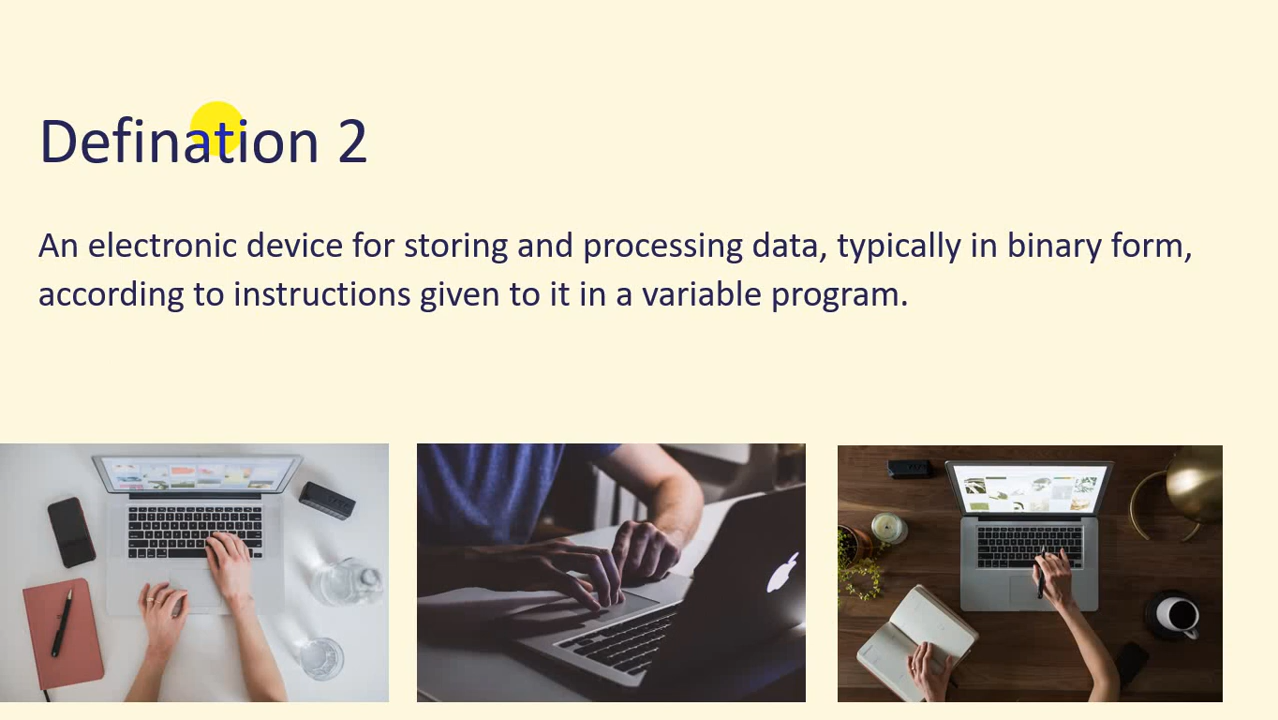 Defination 2
An electronic device for storing and processing data, typically in binary form,
according to instructions given to it in a variable program.